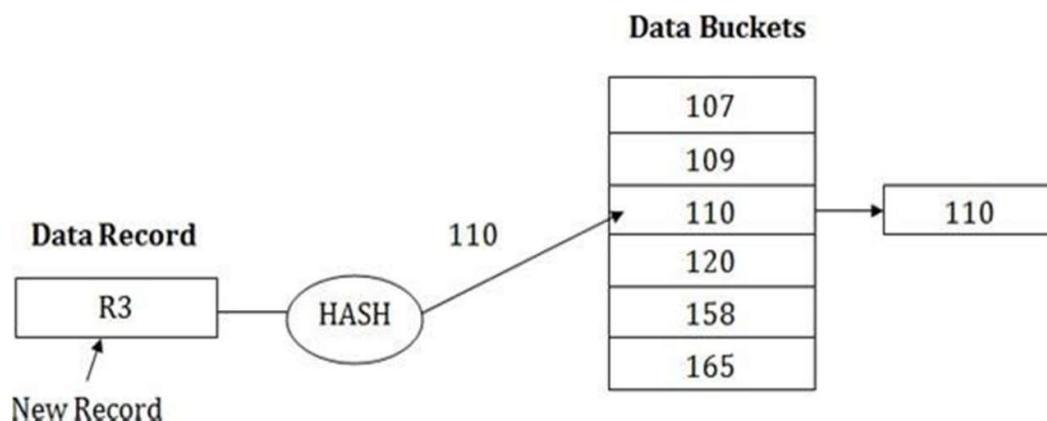 Data Buckets
107
109
110
110
120
158
165
110
Data Record
R3
HASH
New Record